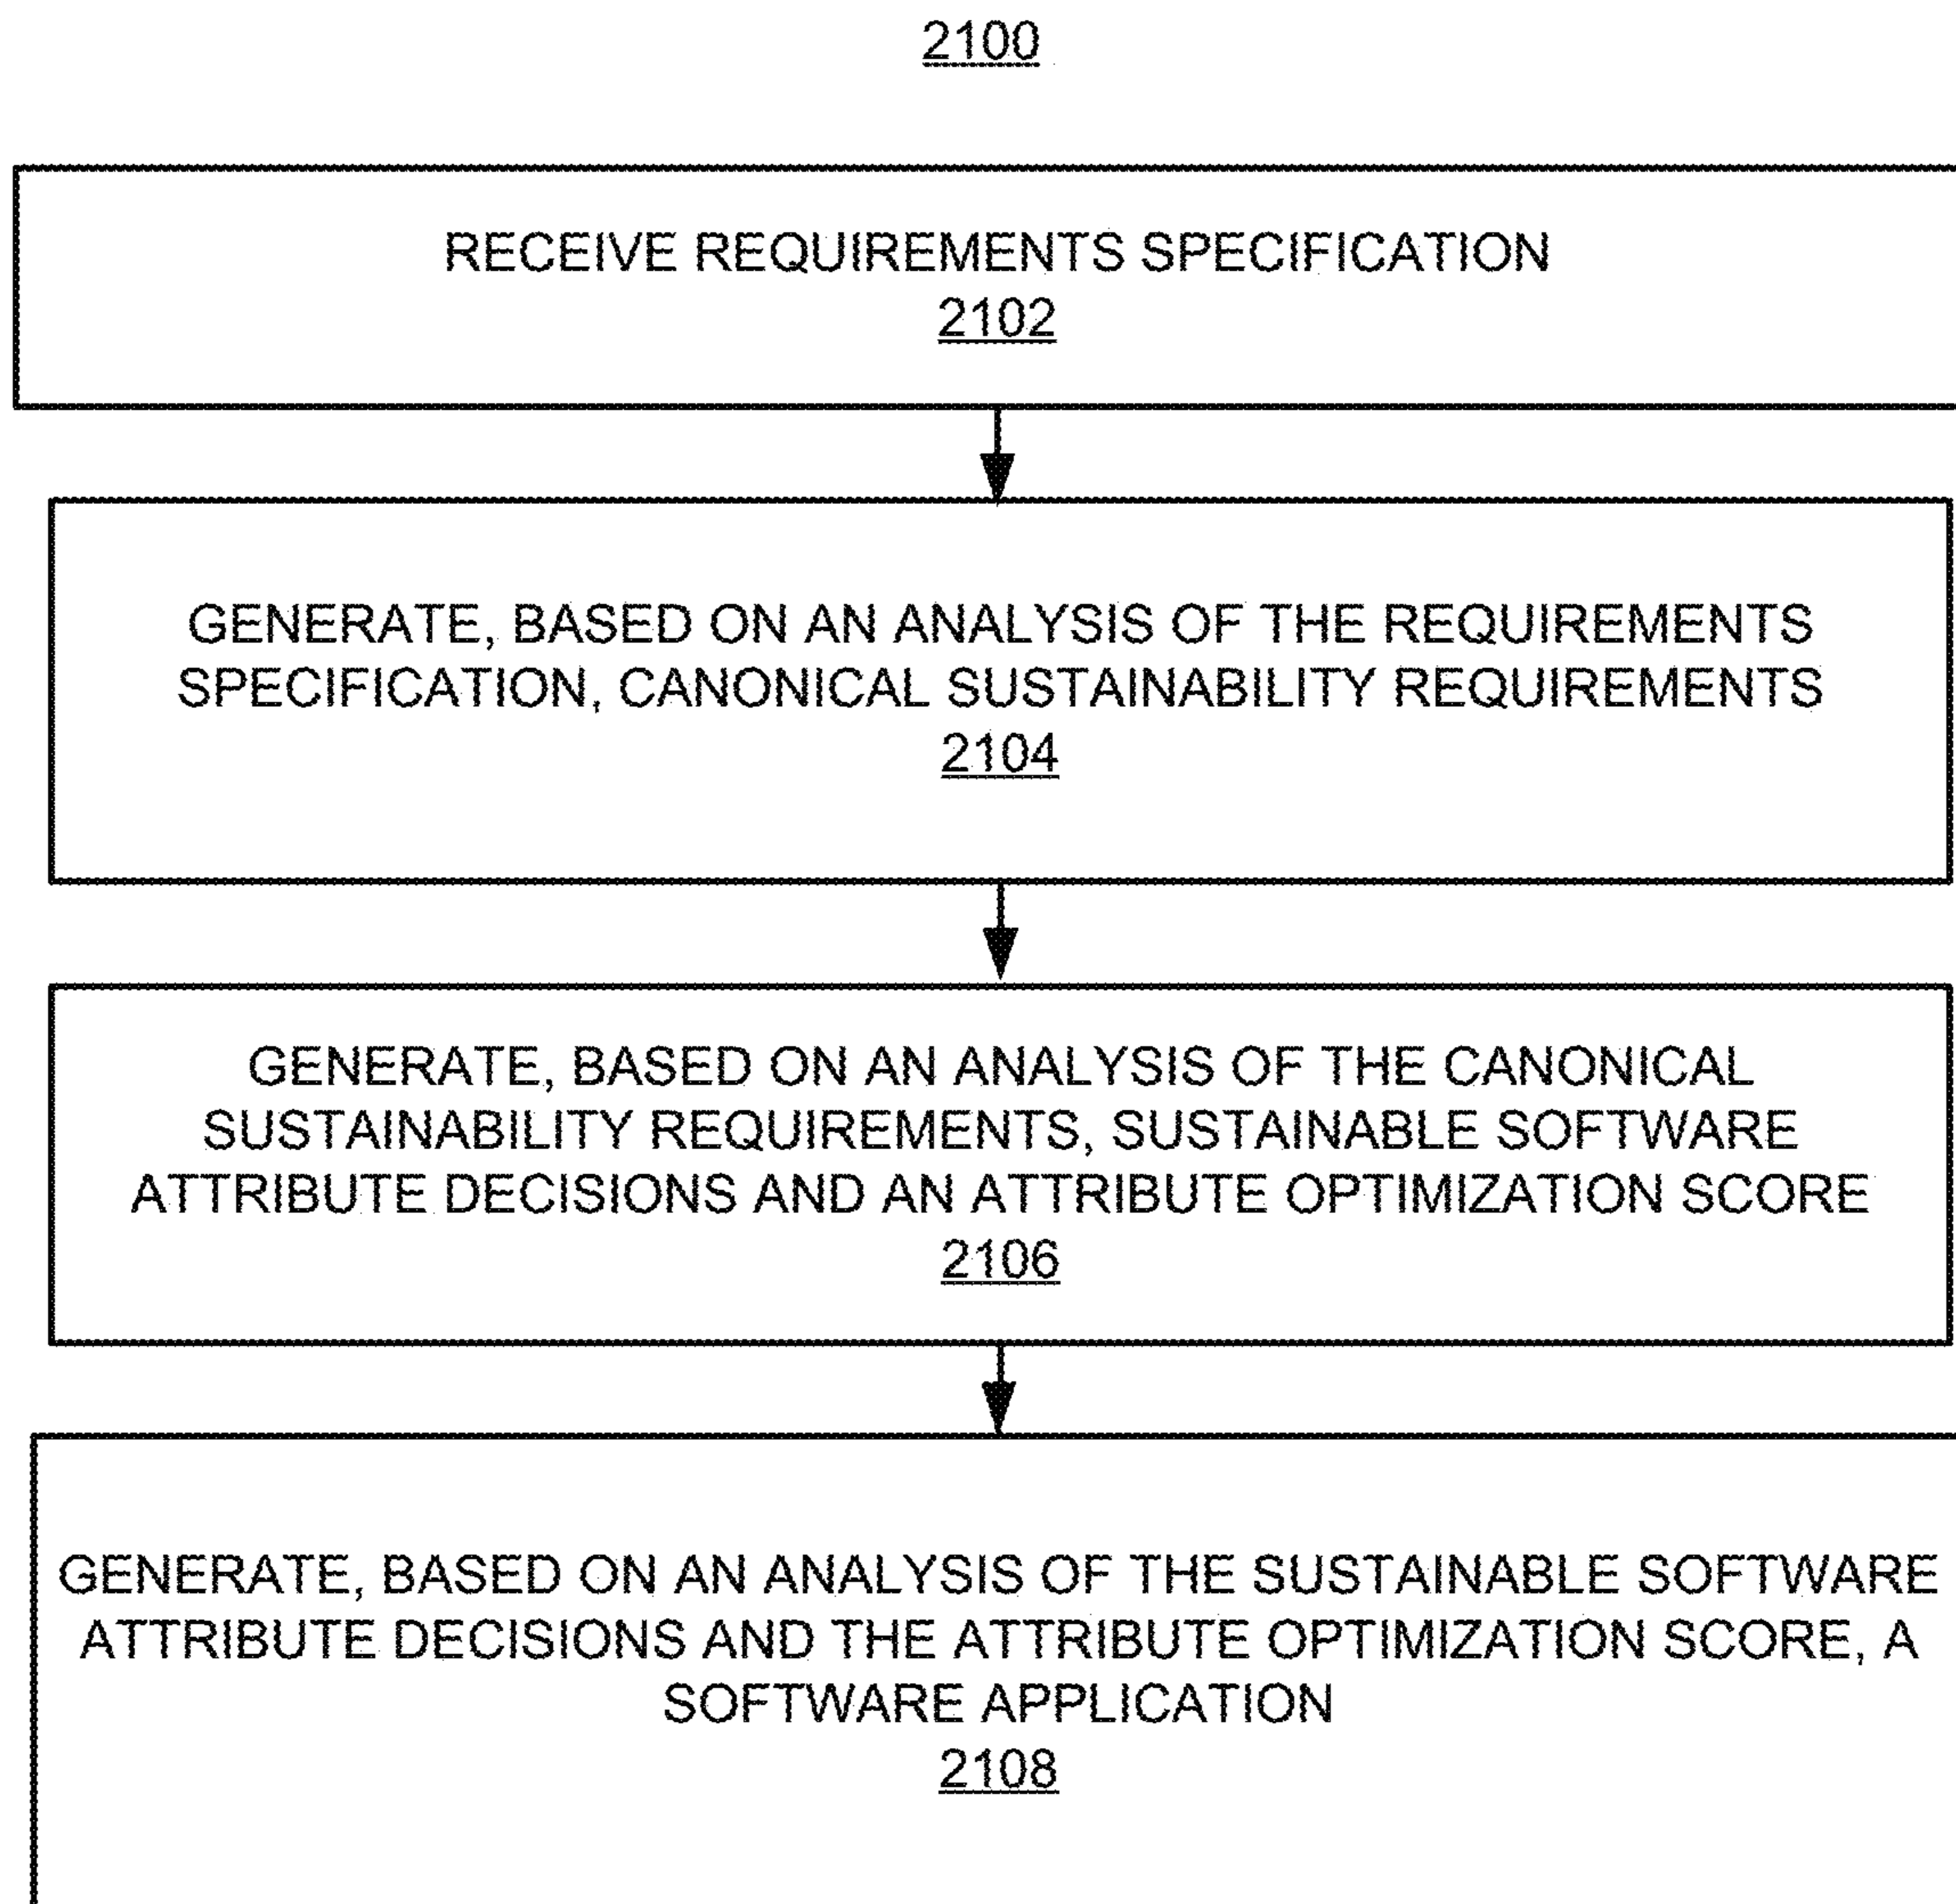 2100
RECEIVE REQUIREMENTS SPECIFICATION
2102
GENERATE, BASED ON AN ANALYSIS OF THE REQUIREMENTS
SPECIFICATION, CANONICAL SUSTAINABILITY REQUIREMENTS
2104
GENERATE, BASED ON AN ANALYSIS OF THE CANONICAL
SUSTAINABILITY REQUIREMENTS, SUSTAINABLE SOFTWARE
ATTRIBUTE DECISIONS AND AN ATTRIBUTE OPTIMIZATION SCORE
2106
GENERATE, BASED ON AN ANALYSIS OF THE SUSTAINABLE SOFTWARE
ATTRIBUTE DECISIONS AND THE ATTRIBUTE OPTIMIZATION SCORE, A
SOFTWARE APPLICATION
2108